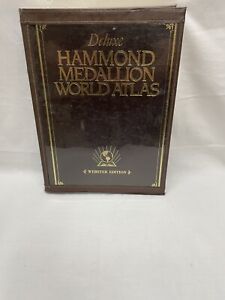 Deluxe
HAMMOND
MEDALLION
WORLD ATLAS
WEBSTER EDITION